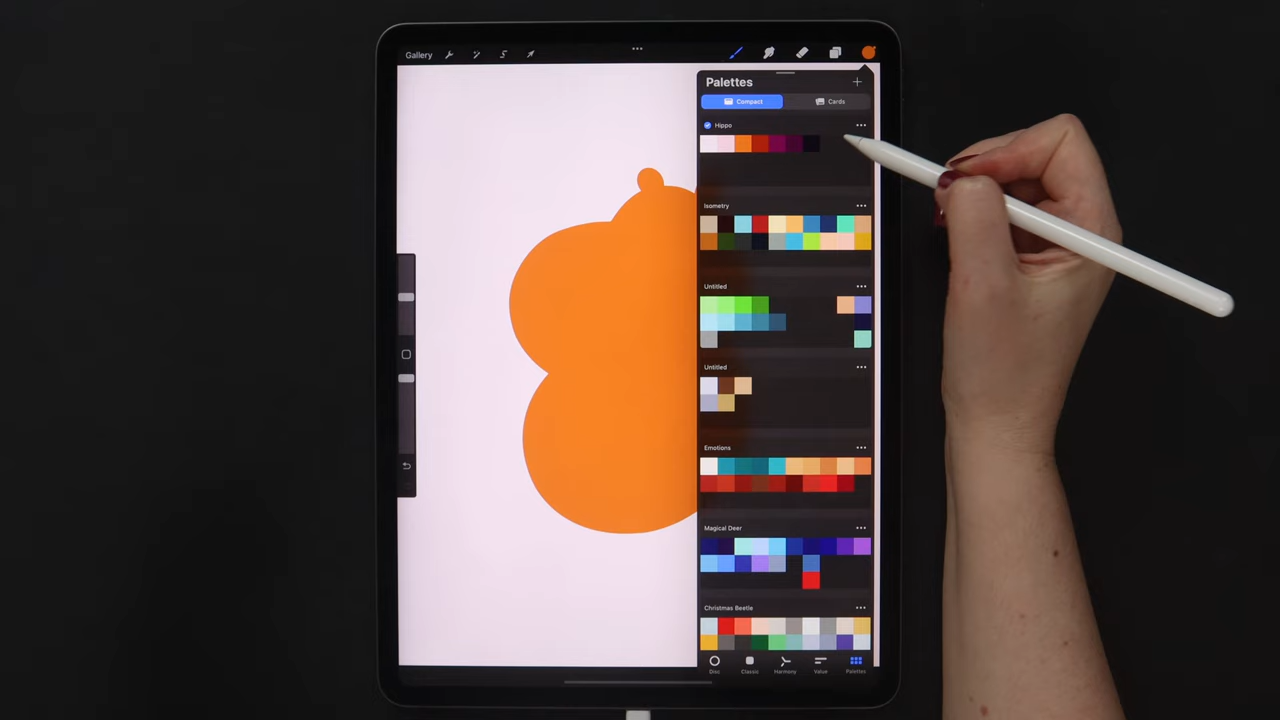 Gallery
Palettes
Compact
Cards
Hippo
Isometry
Untitled
Untitled
Emotions
Magical Deer
Christmas Beetle
Disc
Classic
Harmony
Value
Palettes